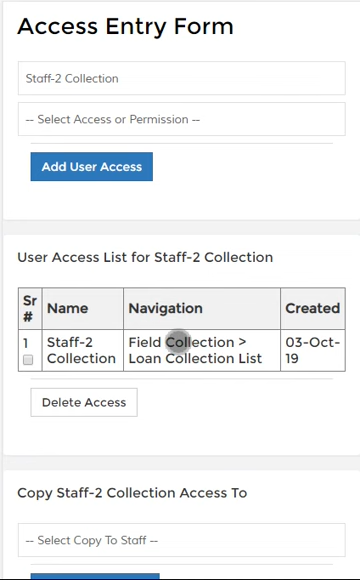 Access Entry Form
Staff-2 Collection
-- Select Access or Permission --
Add User Access
User Access List for Staff-2 Collection
Sr # Name Navigation Created
1 Staff-2 Collection Field Collection > Loan Collection List 03-Oct-19
Delete Access
Copy Staff-2 Collection Access To
-- Select Copy To Staff --